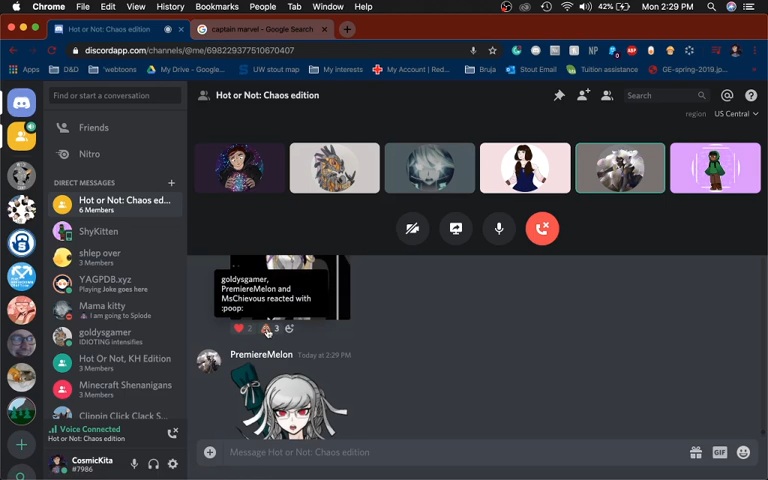 Chrome File Edit View History Bookmarks People Tab Window Help 42% Mon 2:29 PM
Hot or Not: Chaos edition
captain marvel - Google Search
discordapp.com/channels/@me/698229377510670407
Apps D&D *webtoons My Drive - Google... UW stout map My interests My Account | Red... Bruja Stout Email Tuition assistance GE-spring-2019.jp...
Find or start a conversation
Friends
Nitro
DIRECT MESSAGES
Hot or Not: Chaos ed...
6 Members
ShyKitten
shlep over
3 Members
YAGPDB.xyz
Playing Joke goes here
Mama kitty
I am going to Splode
goldysgamer
IDIOTING intensifies
Hot Or Not, KH Edition
3 Members
Minecraft Shenanigans
3 Members
Clippin Click Clack S...
Voice Connected
Hot or Not: Chaos edition
CosmicKita
#7986
Hot or Not: Chaos edition
Search
region US Central
goldysgamer,
PremiereMelon and
MsChievous reacted with
:poop:
2 3
PremiereMelon Today at 2:29 PM
Message Hot or Not: Chaos edition
GIF